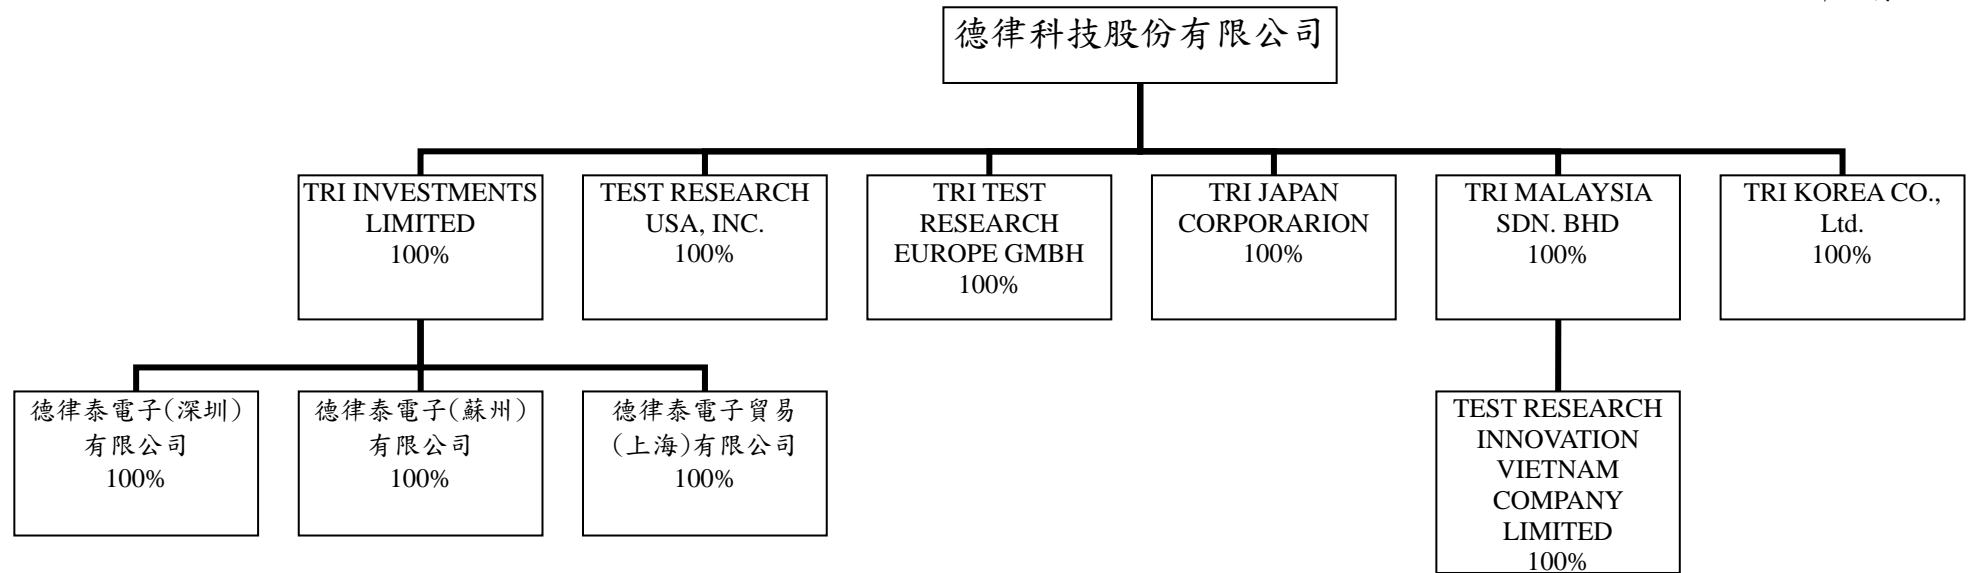 德律科技股份有限公司
TRI INVESTMENTS
LIMITED
100%
TEST RESEARCH
USA, INC.
100%
TRI TEST
RESEARCH
EUROPE GMBH
100%
TRI JAPAN
CORPORARION
100%
TRI MALAYSIA
SDN. BHD
100%
TRI KOREA CO.,
Ltd.
100%
德律泰電子(深圳)
有限公司
100%
德律泰電子(蘇州)
有限公司
100%
德律泰電子貿易
(上海)有限公司
100%
TEST RESEARCH
INNOVATION
VIETNAM
COMPANY
LIMITED
100%